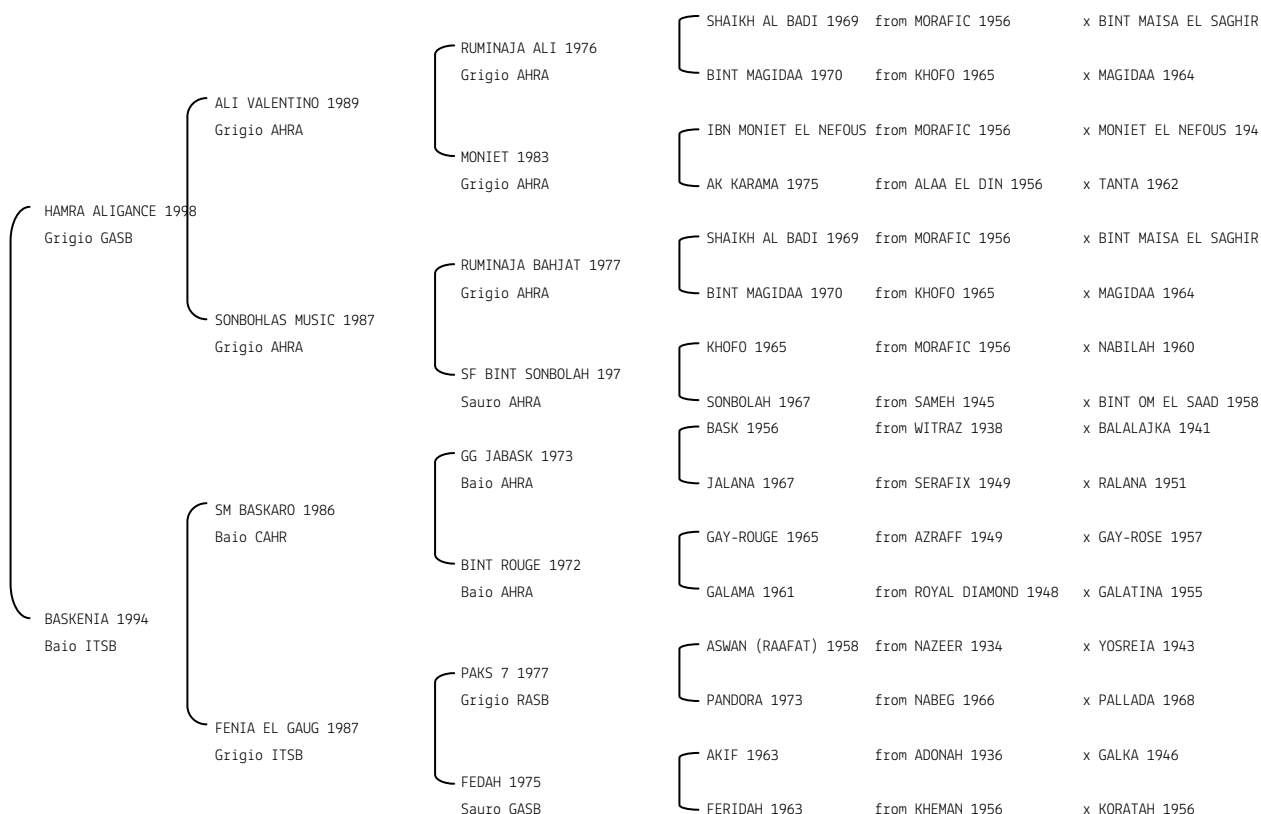 SHAIKH AL BADI 1969 from MORAFIC 1956 x BINT MAISA EL SAGHIR
RUMINAJA ALI 1976
Grigio AHRA
BINT MAGIDAA 1970 from KHOFO 1965 x MAGIDAA 1964
ALI VALENTINO 1989
Grigio AHRA
IBN MONIET EL NEFOUS from MORAFIC 1956 x MONIET EL NEFOUS 194
MONIET 1983
Grigio AHRA
AK KARAMA 1975 from ALAA EL DIN 1956 x TANTA 1962
HAMRA ALIGANCE 1998
Grigio GASB
SHAIKH AL BADI 1969 from MORAFIC 1956 x BINT MAISA EL SAGHIR
RUMINAJA BAHJAT 1977
Grigio AHRA
BINT MAGIDAA 1970 from KHOFO 1965 x MAGIDAA 1964
SONBOHLAS MUSIC 1987
Grigio AHRA
KHOFO 1965 from MORAFIC 1956 x NABILAH 1960
SF BINT SONBOLAH 197
Sauro AHRA
SONBOLAH 1967 from SAMEH 1945 x BINT OM EL SAAD 1958
BASK 1956 from WITRAZ 1938 x BALALAJKA 1941
GG JABASK 1973
Baio AHRA
JALANA 1967 from SERAFIX 1949 x RALANA 1951
SM BASKARO 1986
Baio CAHR
GAY-ROUGE 1965 from AZRAFF 1949 x GAY-ROSE 1957
BINT ROUGE 1972
Baio AHRA
GALAMA 1961 from ROYAL DIAMOND 1948 x GALATINA 1955
BASKENIA 1994
Baio ITSB
ASWAN (RAAFAT) 1958 from NAZEER 1934 x YOSREIA 1943
PAKS 7 1977
Grigio RASB
PANDORA 1973 from NABEG 1966 x PALLADA 1968
FENIA EL GAUG 1987
Grigio ITSB
AKIF 1963 from ADONAH 1936 x GALKA 1946
FEDAH 1975
Sauro GASB
FERIDAH 1963 from KHEMAN 1956 x KORATAH 1956